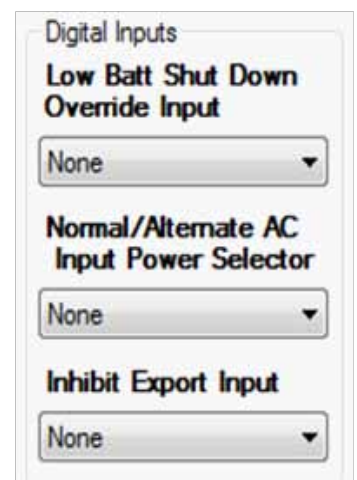 Digital Inputs
Low Batt Shut Down
Override Input
None
Normal/Alternate AC
Input Power Selector
None
Inhibit Export Input
None